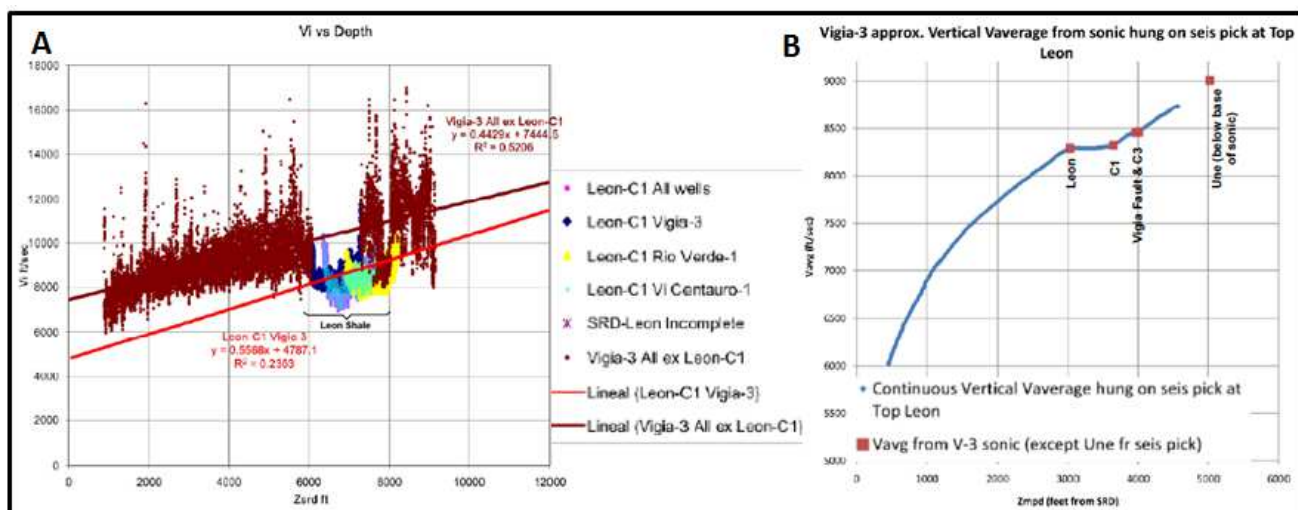 A
Vi vs Depth
18000
16000
14000
12000
10000
8000
6000
4000
2000
0
Vi ft/sec
0 2000 4000 6000 8000 10000 12000
Zsrd ft
Vigia-3 All ex Leon-C1
y = 0.4429x + 7444.5
R² = 0.5206
Leon Shale
Leon C1 Vigia 3
y = 0.5568x + 4787.1
R² = 0.2303
Leon-C1 All wells
Leon-C1 Vigia-3
Leon-C1 Rio Verde-1
Leon-C1 Vi Centauro-1
SRD-Leon Incomplete
Vigia-3 All ex Leon-C1
Lineal (Leon-C1 Vigia-3)
Lineal (Vigia-3 All ex Leon-C1)
B
Vigia-3 approx. Vertical Vaverage from sonic hung on seis pick at Top
Leon
9000
8500
8000
7500
7000
6500
6000
5500
5000
Vavg (ft/sec)
Leon
C1
Vigia Fault & C3
Une (below base
of sonic)
Continuous Vertical Vaverage hung on seis pick at
Top Leon
Vavg from V-3 sonic (except Une fr seis pick)
0 1000 2000 3000 4000 5000 6000
Zmpd (feet from SRD)